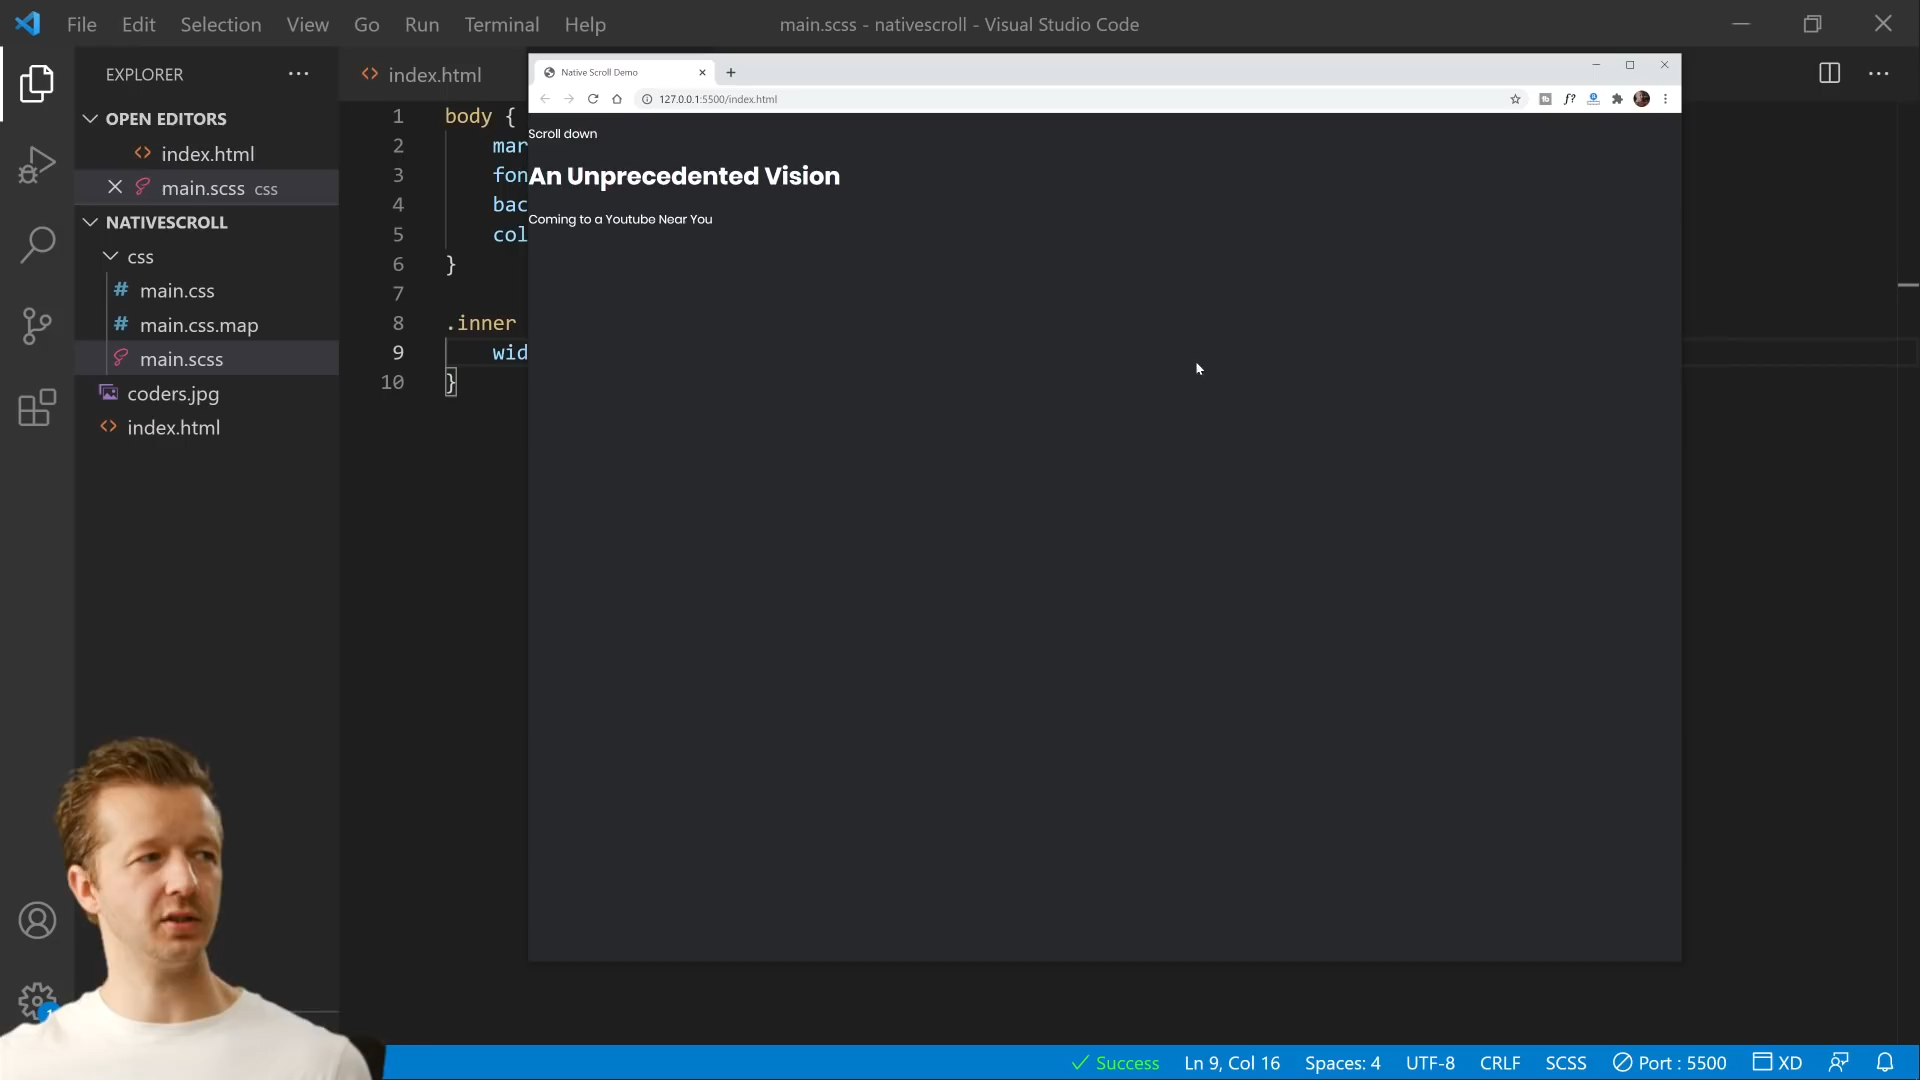 File Edit Selection View Go Run Terminal Help
main.scss - nativescroll - Visual Studio Code
EXPLORER
OPEN EDITORS
index.html
main.scss css
NATIVESCROLL
css
main.css
main.css.map
main.scss
coders.jpg
index.html
index.html
1 body {
2 mar
3 fon
4 bac
5 col
6 }
7
8 .inner
9 wid
10 }
Native Scroll Demo
127.0.0.1:5500/index.html
f?
Scroll down
An Unprecedented Vision
Coming to a Youtube Near You
Success Ln 9, Col 16 Spaces: 4 UTF-8 CRLF SCSS Port : 5500 XD